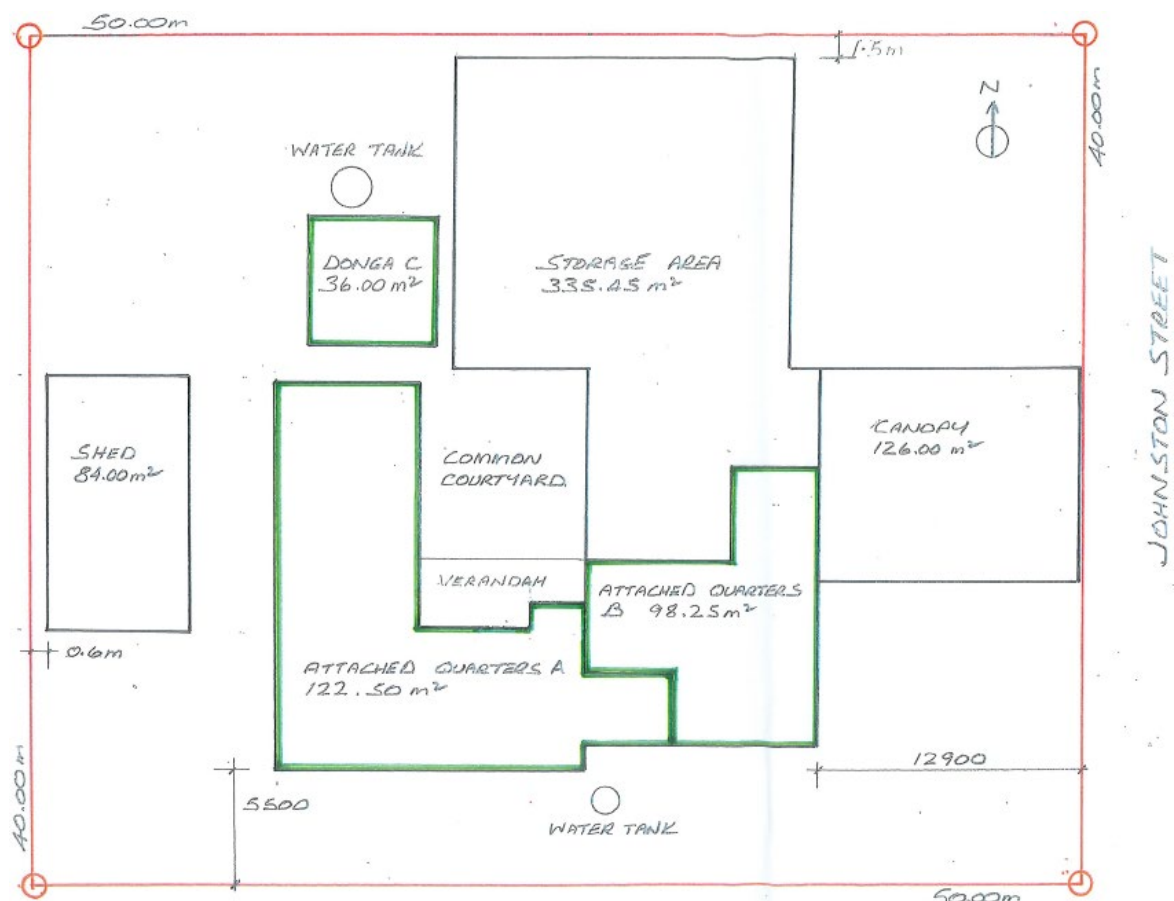 50.00m
1.5m
N
40.00m
WATER TANK
DONGA C
36.00 m²
STORAGE AREA
335.45 m²
JOHNSTON STREET
SHED
84.00m²
COMMON
COURTYARD
CANOPY
126.00 m²
VERANDAH
ATTACHED QUARTERS
B 98.25m²
0.6m
ATTACHED QUARTERS A
122.50 m²
12900
40.00m
5500
WATER TANK
50.00m